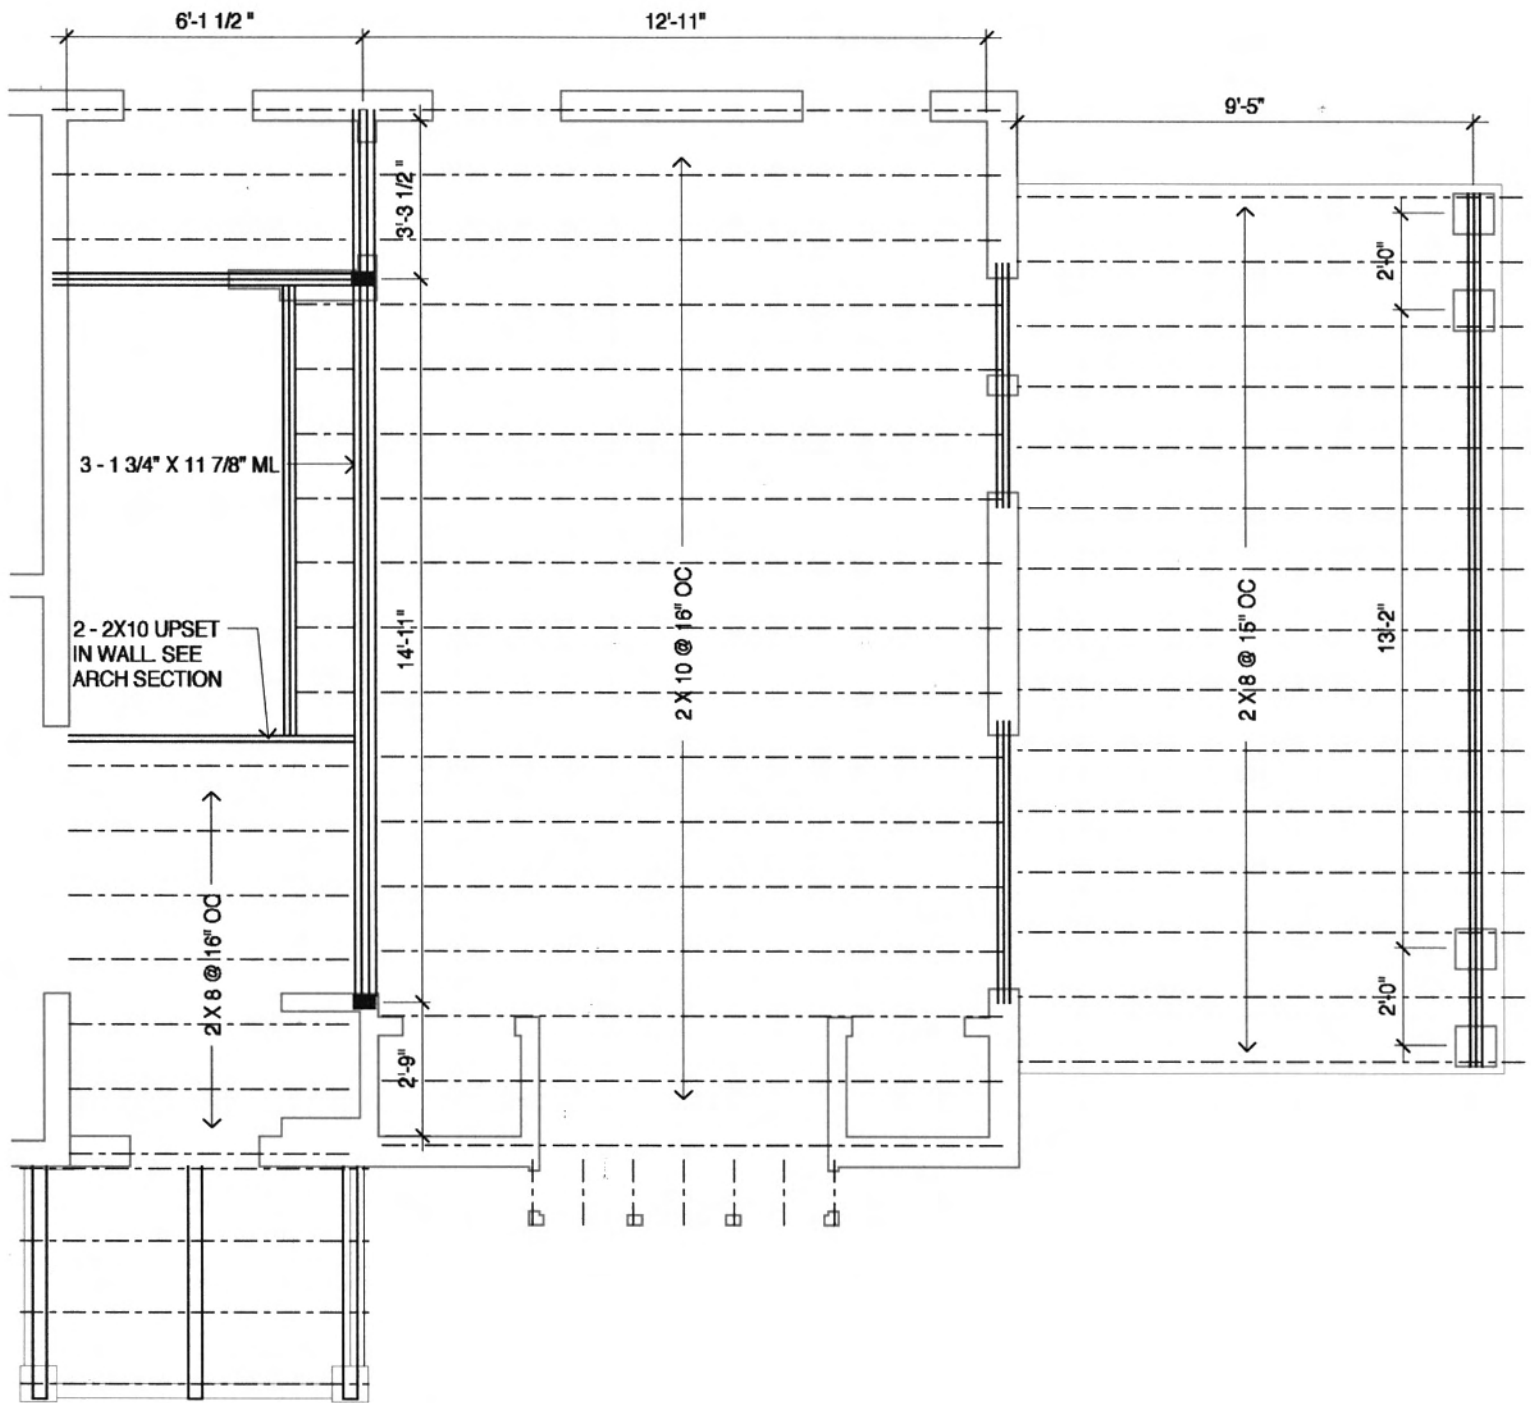 6'-1 1/2 "
12'-11"
9'-5"
3'-3 1/2 "
2'-0"
3 - 1 3/4" X 11 7/8" ML
2 - 2X10 UPSET
IN WALL. SEE
ARCH SECTION
14'-11"
2 X 10 @ 16" OC
2 X 8 @ 15" OC
13'-2"
2 X 8 @ 16" OC
2'-9"
2'-0"